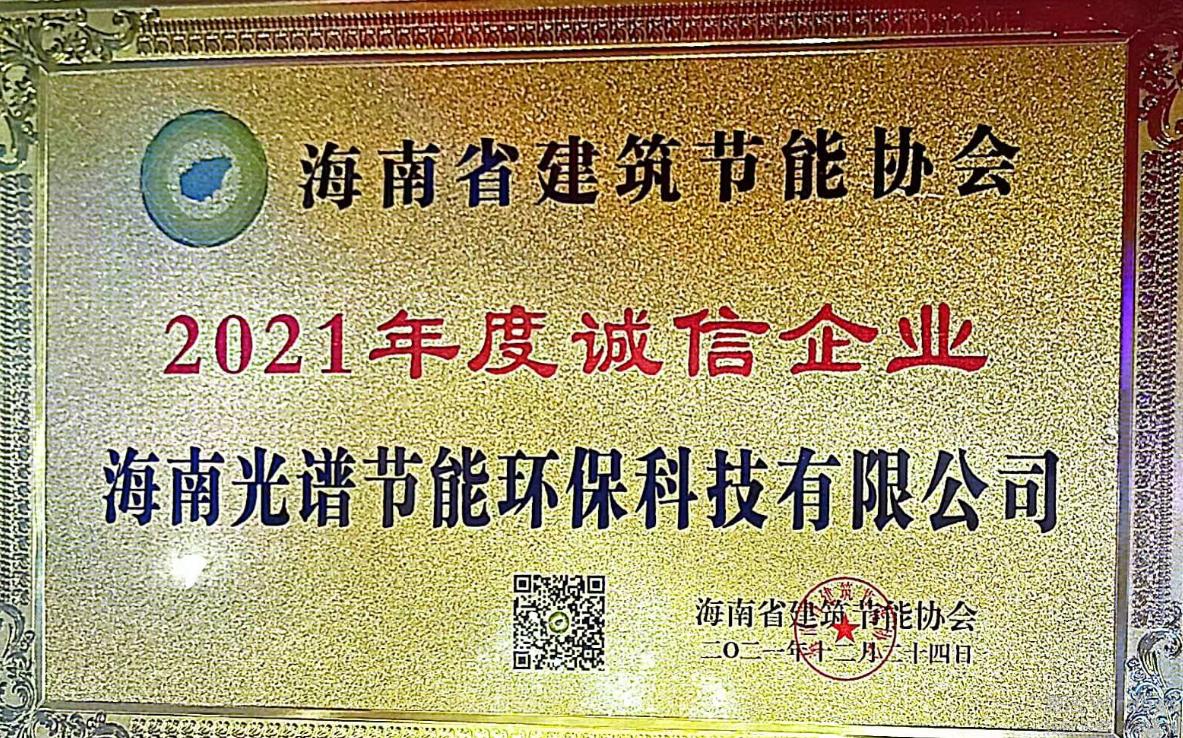 海南省建筑节能协会
2021年度诚信企业
海南光谱节能环保科技有限公司
海南省建筑节能协会
二〇二一年十二月二十四日